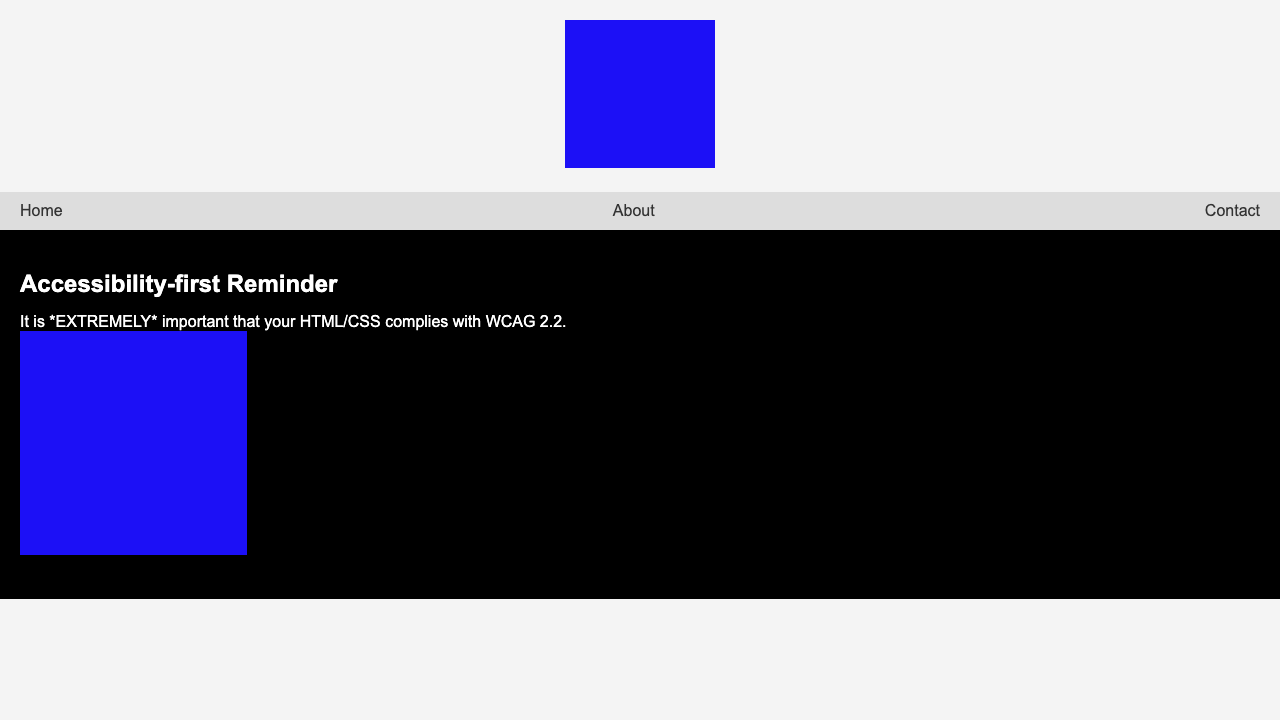 Home About Contact
Accessibility-first Reminder
It is *EXTREMELY* important that your HTML/CSS complies with WCAG 2.2.